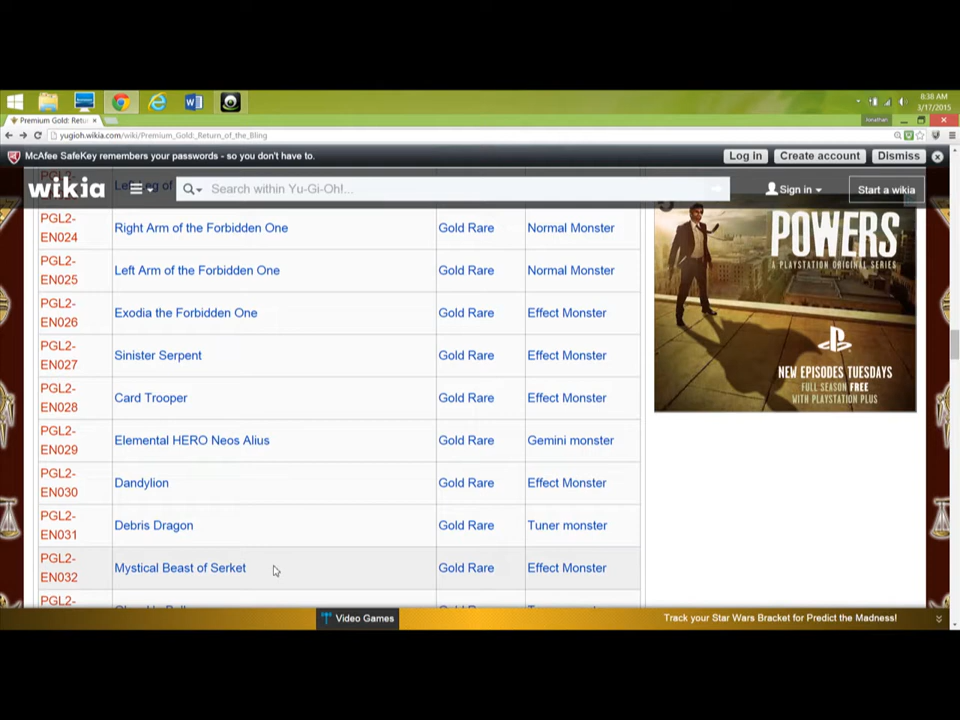 8:38 AM
3/17/2015
Premium Gold: Retu
Jonathan
yugioh.wikia.com/wiki/Premium_Gold:_Return_of_the_Bling
McAfee SafeKey remembers your passwords - so you don't have to.
Log in
Create account
Dismiss
wikia
Search within Yu-Gi-Oh!...
Sign in
Start a wikia
Left Leg of
PGL2-
EN024
Right Arm of the Forbidden One
Gold Rare
Normal Monster
PGL2-
EN025
Left Arm of the Forbidden One
Gold Rare
Normal Monster
PGL2-
EN026
Exodia the Forbidden One
Gold Rare
Effect Monster
PGL2-
EN027
Sinister Serpent
Gold Rare
Effect Monster
PGL2-
EN028
Card Trooper
Gold Rare
Effect Monster
PGL2-
EN029
Elemental HERO Neos Alius
Gold Rare
Gemini monster
PGL2-
EN030
Dandylion
Gold Rare
Effect Monster
PGL2-
EN031
Debris Dragon
Gold Rare
Tuner monster
PGL2-
EN032
Mystical Beast of Serket
Gold Rare
Effect Monster
PGL2-
POWERS
A PLAYSTATION ORIGINAL SERIES
NEW EPISODES TUESDAYS
FULL SEASON FREE
WITH PLAYSTATION PLUS
Video Games
Track your Star Wars Bracket for Predict the Madness!